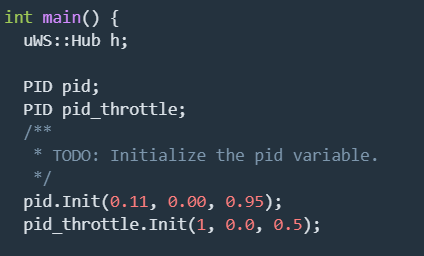 int main() {
  uWS::Hub h;

  PID pid;
  PID pid_throttle;
  /**
   * TODO: Initialize the pid variable.
   */
  pid.Init(0.11, 0.00, 0.95);
  pid_throttle.Init(1, 0.0, 0.5);